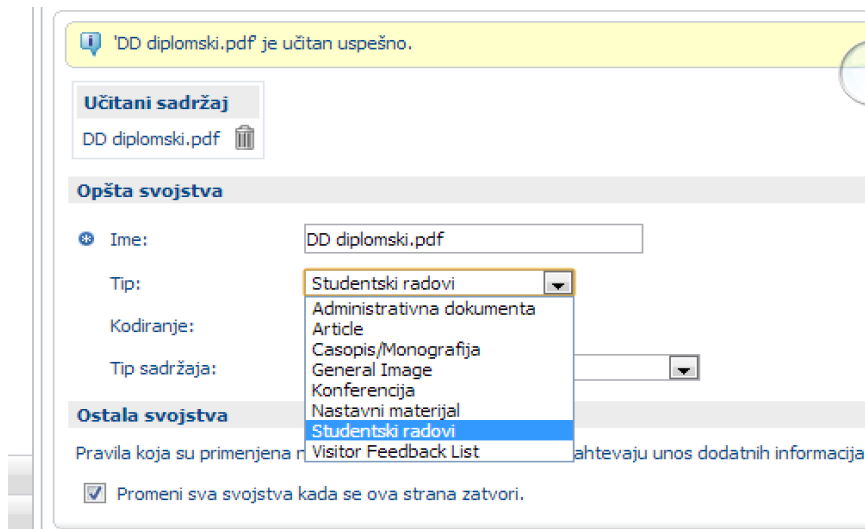 'DD diplomski.pdf' je učitan uspešno.
Učitani sadržaj
DD diplomski.pdf
Opšta svojstva
Ime: DD diplomski.pdf
Tip: Studentski radovi
Administrativna dokumenta
Kodiranje:
Article
Casopis/Monografija
Tip sadržaja:
General Image
Konferencija
Nastavni materijal
Ostala svojstva
Studentski radovi
Visitor Feedback List
Pravila koja su primenjena ahtevaju unos dodatnih informacija
Promeni sva svojstva kada se ova strana zatvori.